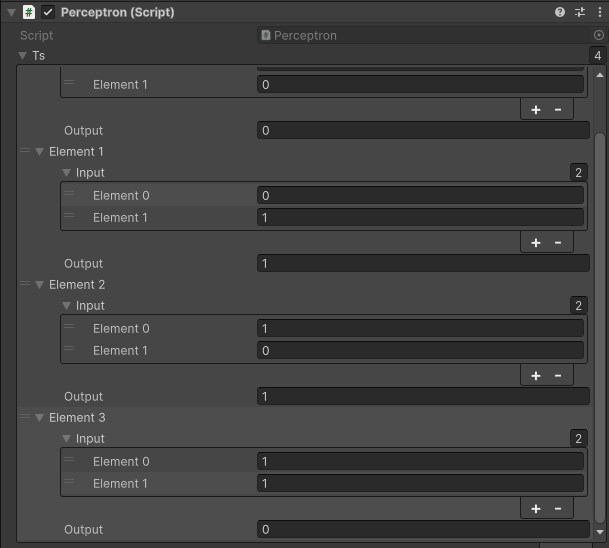 Perceptron (Script)
Script Perceptron
Ts 4
Element 1 0
+ -
Output 0
Element 1
Input 2
Element 0 0
Element 1 1
+ -
Output 1
Element 2
Input 2
Element 0 1
Element 1 0
+ -
Output 1
Element 3
Input 2
Element 0 1
Element 1 1
+ -
Output 0